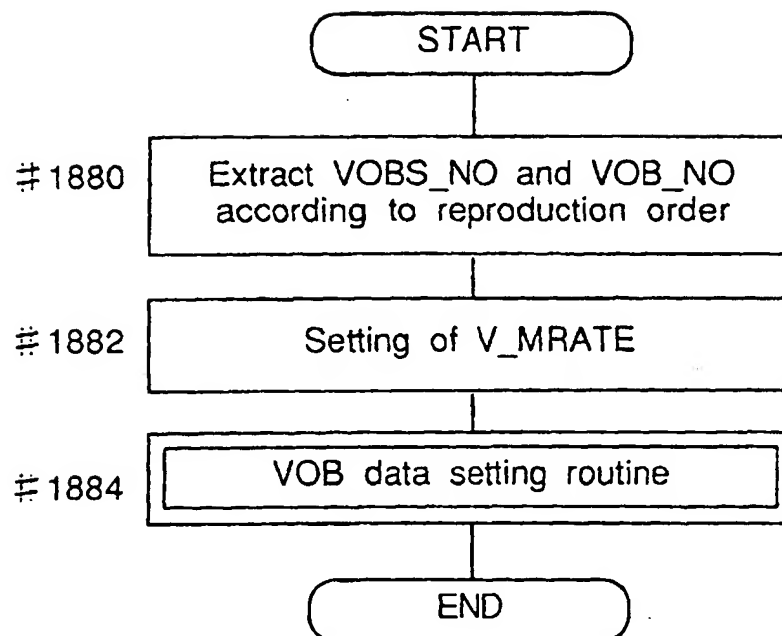 START
#1880
Extract VOBS_NO and VOB_NO
according to reproduction order
#1882
Setting of V_MRATE
#1884
VOB data setting routine
END